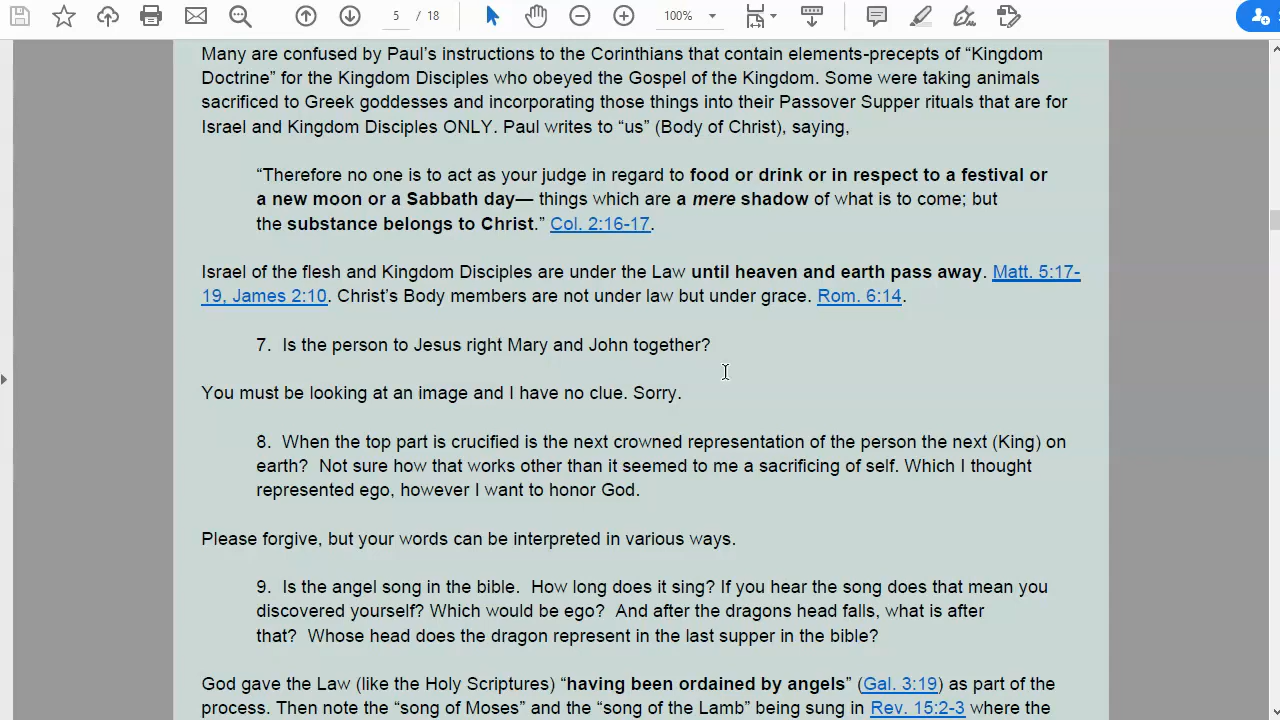 5 / 18
100%
Many are confused by Paul's instructions to the Corinthians that contain elements-precepts of “Kingdom
Doctrine” for the Kingdom Disciples who obeyed the Gospel of the Kingdom. Some were taking animals
sacrificed to Greek goddesses and incorporating those things into their Passover Supper rituals that are for
Israel and Kingdom Disciples ONLY. Paul writes to “us” (Body of Christ), saying,
“Therefore no one is to act as your judge in regard to food or drink or in respect to a festival or
a new moon or a Sabbath day— things which are a mere shadow of what is to come; but
the substance belongs to Christ.” Col. 2:16-17.
Israel of the flesh and Kingdom Disciples are under the Law until heaven and earth pass away. Matt. 5:17-
19, James 2:10. Christ's Body members are not under law but under grace. Rom. 6:14.
7. Is the person to Jesus right Mary and John together?
You must be looking at an image and I have no clue. Sorry.
8. When the top part is crucified is the next crowned representation of the person the next (King) on
earth? Not sure how that works other than it seemed to me a sacrificing of self. Which I thought
represented ego, however I want to honor God.
Please forgive, but your words can be interpreted in various ways.
9. Is the angel song in the bible. How long does it sing? If you hear the song does that mean you
discovered yourself? Which would be ego? And after the dragons head falls, what is after
that? Whose head does the dragon represent in the last supper in the bible?
God gave the Law (like the Holy Scriptures) “having been ordained by angels” (Gal. 3:19) as part of the
process. Then note the “song of Moses” and the “song of the Lamb” being sung in Rev. 15:2-3 where the